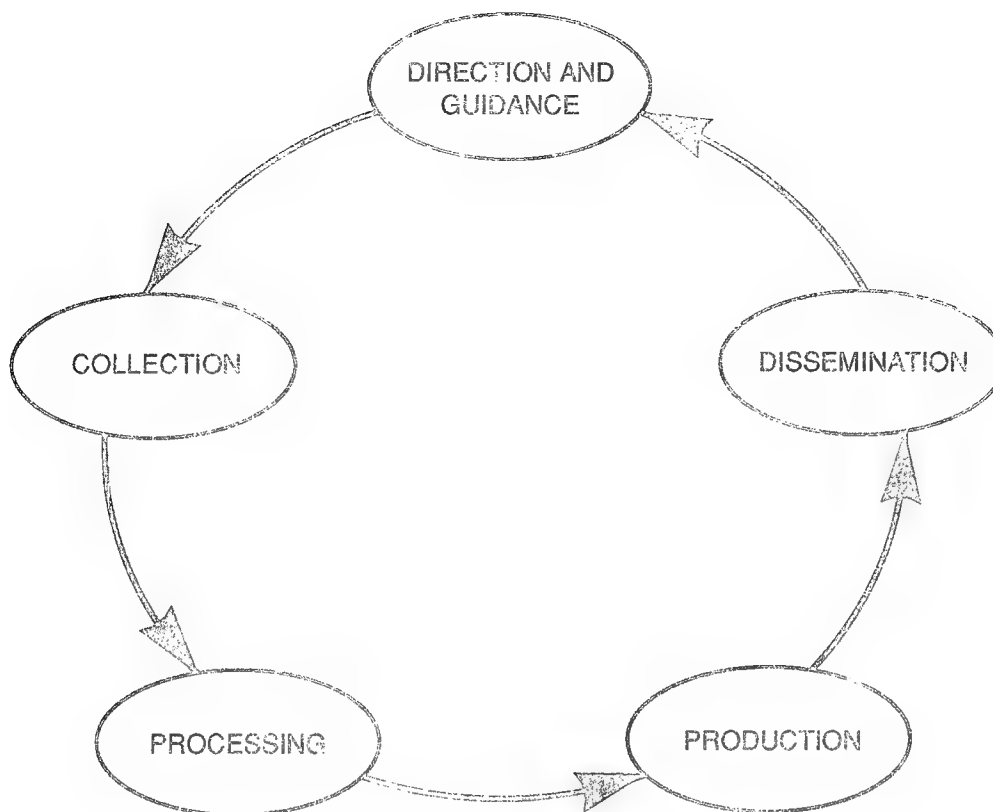 DIRECTION AND
GUIDANCE
COLLECTION
DISSEMINATION
PROCESSING
PRODUCTION